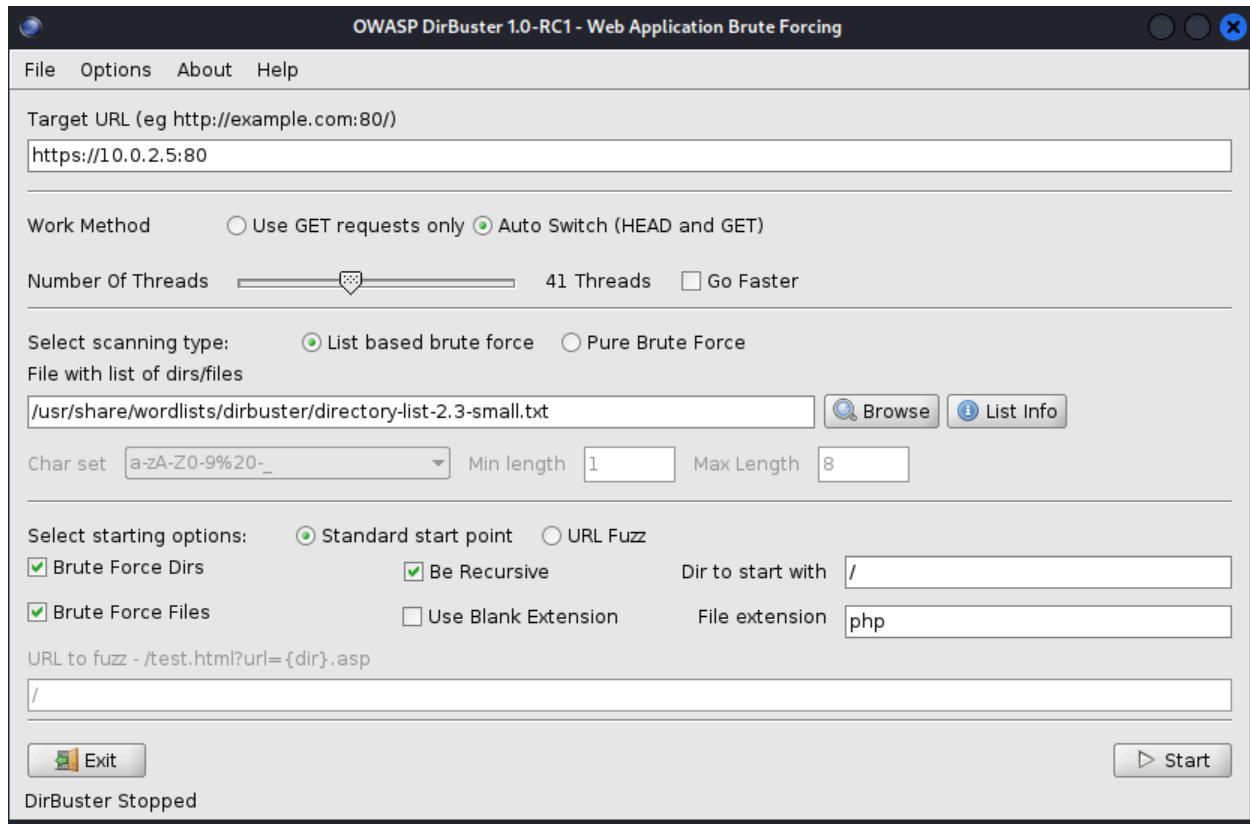 OWASP DirBuster 1.0-RC1 - Web Application Brute Forcing
File Options About Help
Target URL (eg http://example.com:80/)
https://10.0.2.5:80
Work Method Use GET requests only Auto Switch (HEAD and GET)
Number Of Threads 41 Threads Go Faster
Select scanning type: List based brute force Pure Brute Force
File with list of dirs/files
/usr/share/wordlists/dirbuster/directory-list-2.3-small.txt Browse List Info
Char set a-zA-Z0-9%20-_ Min length 1 Max Length 8
Select starting options: Standard start point URL Fuzz
Brute Force Dirs Be Recursive Dir to start with /
Brute Force Files Use Blank Extension File extension php
URL to fuzz - /test.html?url={dir}.asp
/
Exit Start
DirBuster Stopped